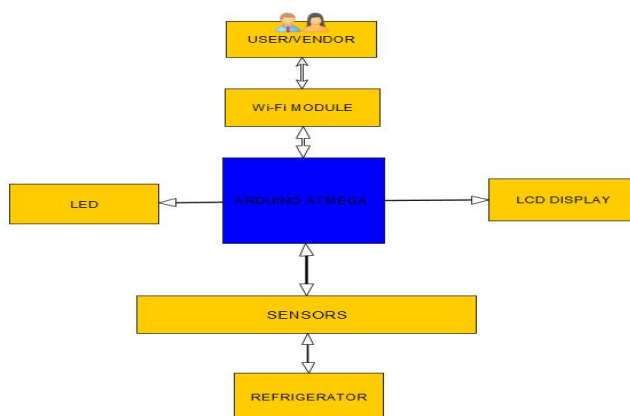 USER/VENDOR
Wi-Fi MODULE
ARDUINO ATMEGA
LED
LCD DISPLAY
SENSORS
REFRIGERATOR